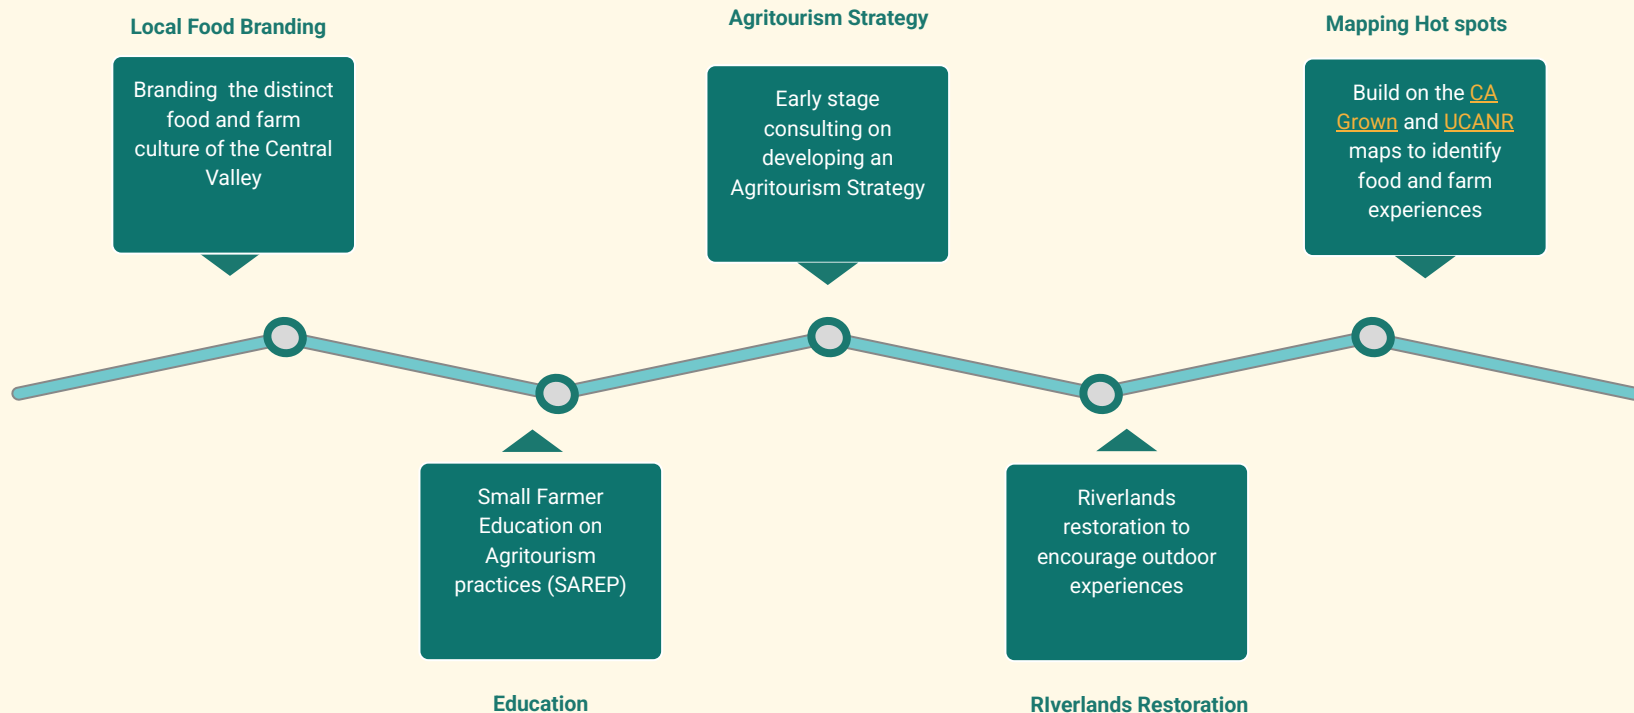 Local Food Branding
Branding  the distinct
food and farm
culture of the Central
Valley
Agritourism Strategy
Early stage
consulting on
developing an
Agritourism Strategy
Mapping Hot spots
Build on the CA
Grown and UCANR
maps to identify
food and farm
experiences
Small Farmer
Education on
Agritourism
practices (SAREP)
Education
Riverlands
restoration to
encourage outdoor
experiences
RIverlands Restoration